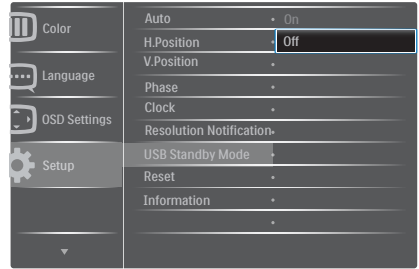 Color
Language
OSD Settings
Setup
Auto
H.Position
V.Position
Phase
Clock
Resolution Notification
USB Standby Mode
Reset
Information
On
Off